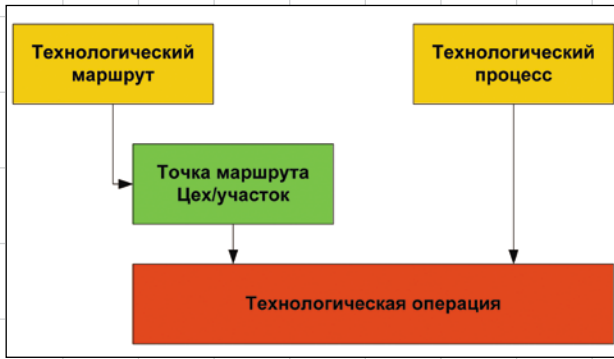 Технологический
маршрут
Технологический
процесс
Точка маршрута
Цех/участок
Технологическая операция